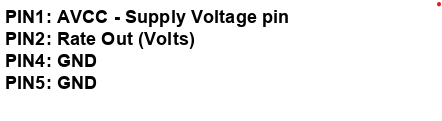 PIN1: AVCC - Supply Voltage pin
PIN2: Rate Out (Volts)
PIN4: GND
PIN5: GND